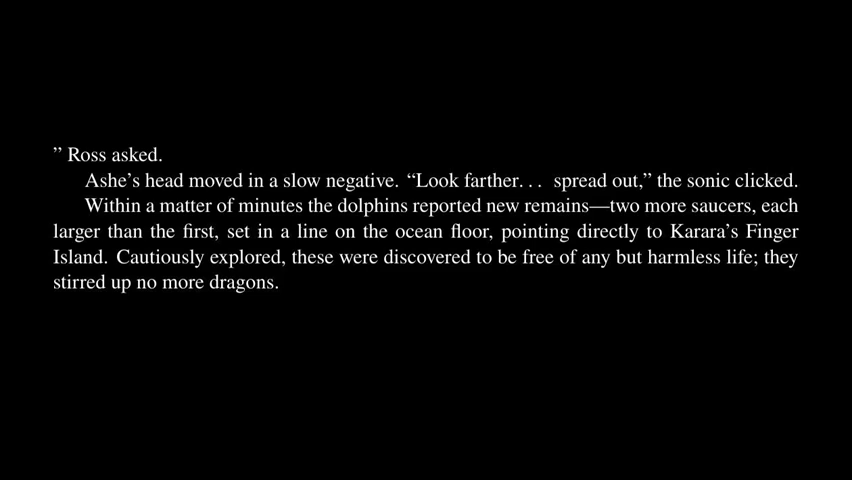 ” Ross asked.
Ashe’s head moved in a slow negative. “Look farther. . . spread out,” the sonic clicked.
Within a matter of minutes the dolphins reported new remains—two more saucers, each
larger than the first, set in a line on the ocean floor, pointing directly to Karara’s Finger
Island. Cautiously explored, these were discovered to be free of any but harmless life; they
stirred up no more dragons.